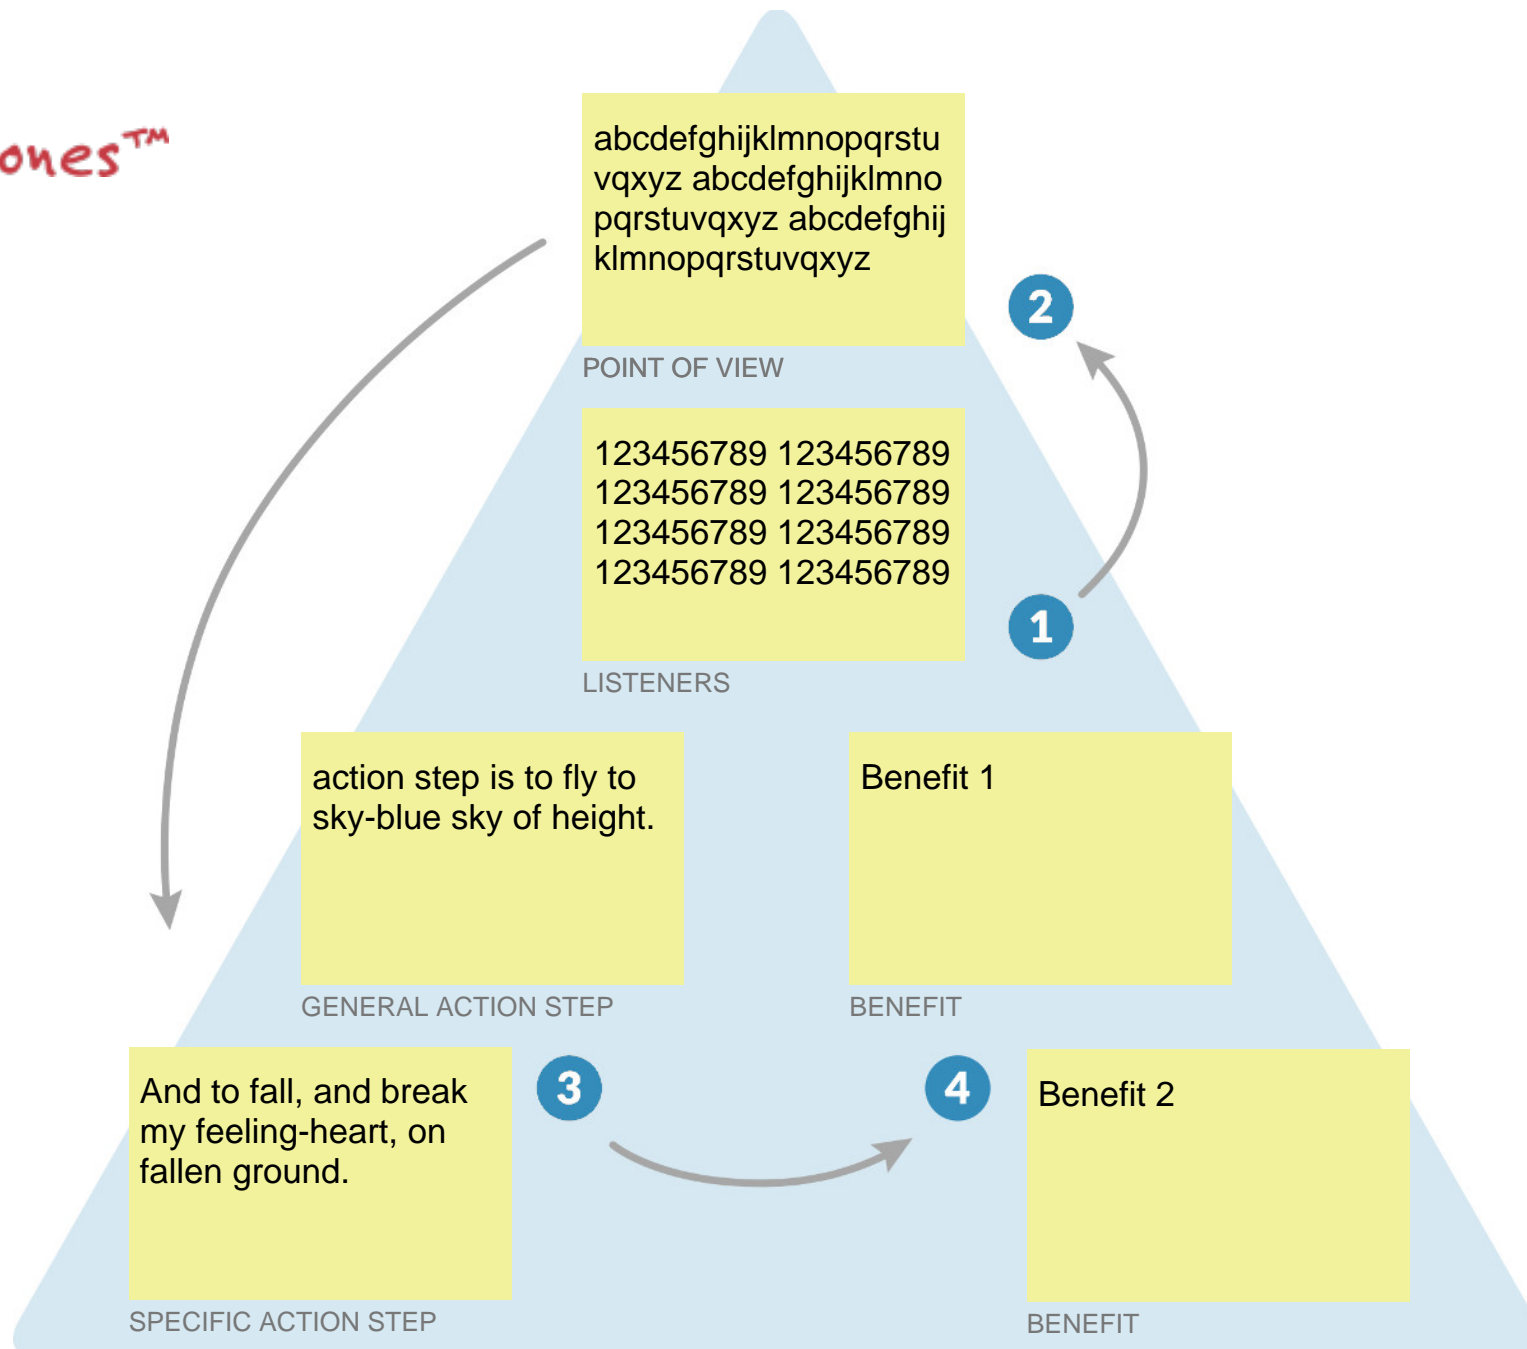 ones™
abcdefghijklmnopqrstu
vqxyz abcdefghijklmno
pqrstuvqxyz abcdefghij
klmnopqrstuvqxyz
2
POINT OF VIEW
123456789 123456789
123456789 123456789
123456789 123456789
123456789 123456789
1
LISTENERS
action step is to fly to
sky-blue sky of height.
GENERAL ACTION STEP
Benefit 1
BENEFIT
And to fall, and break
my feeling-heart, on
fallen ground.
SPECIFIC ACTION STEP
3
4
Benefit 2
BENEFIT